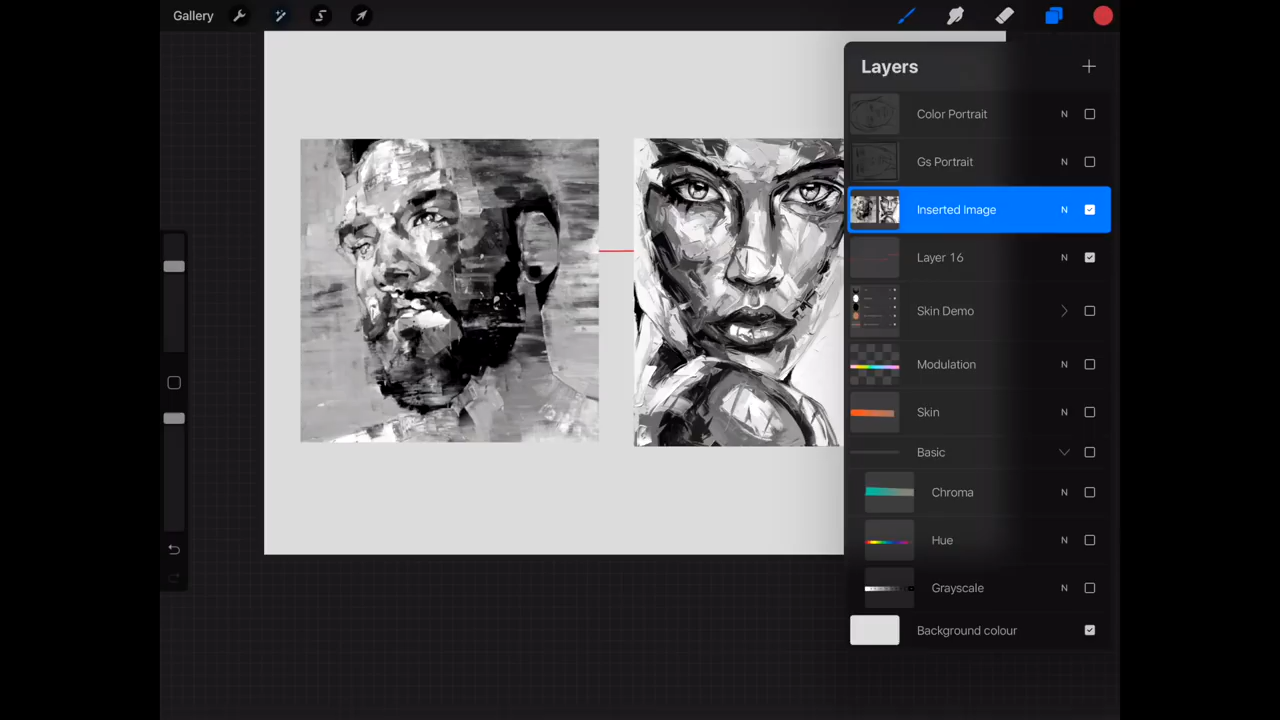 Gallery
Layers
Color Portrait N
Gs Portrait N
Inserted Image N
Layer 16 N
Skin Demo
Modulation N
Skin N
Basic
Chroma N
Hue N
Grayscale N
Background colour